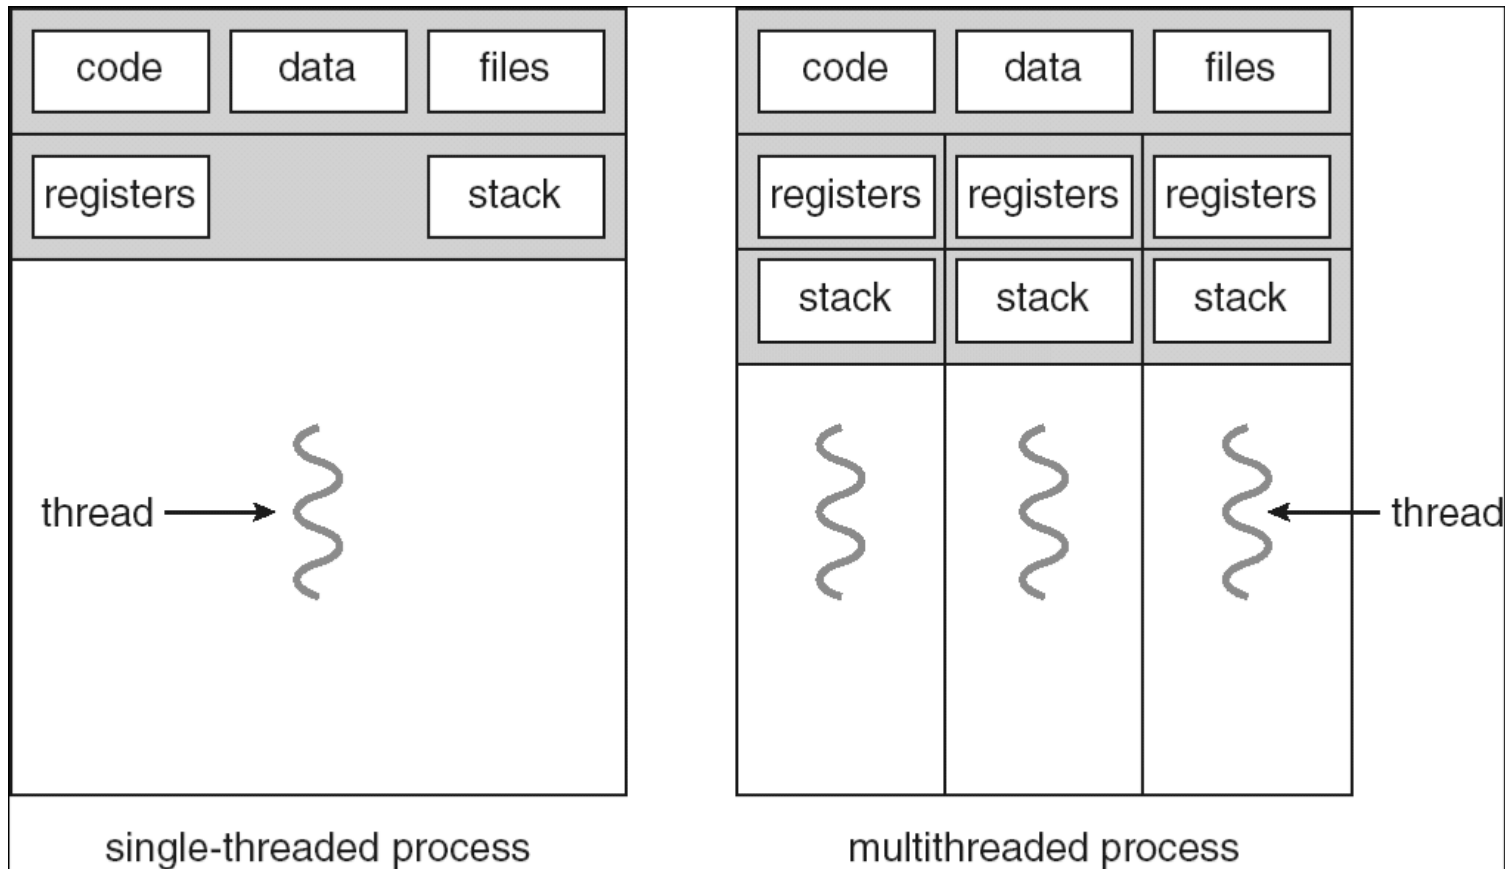 code data files
registers stack
thread
single-threaded process
code data files
registers registers registers
stack stack stack
thread
multithreaded process